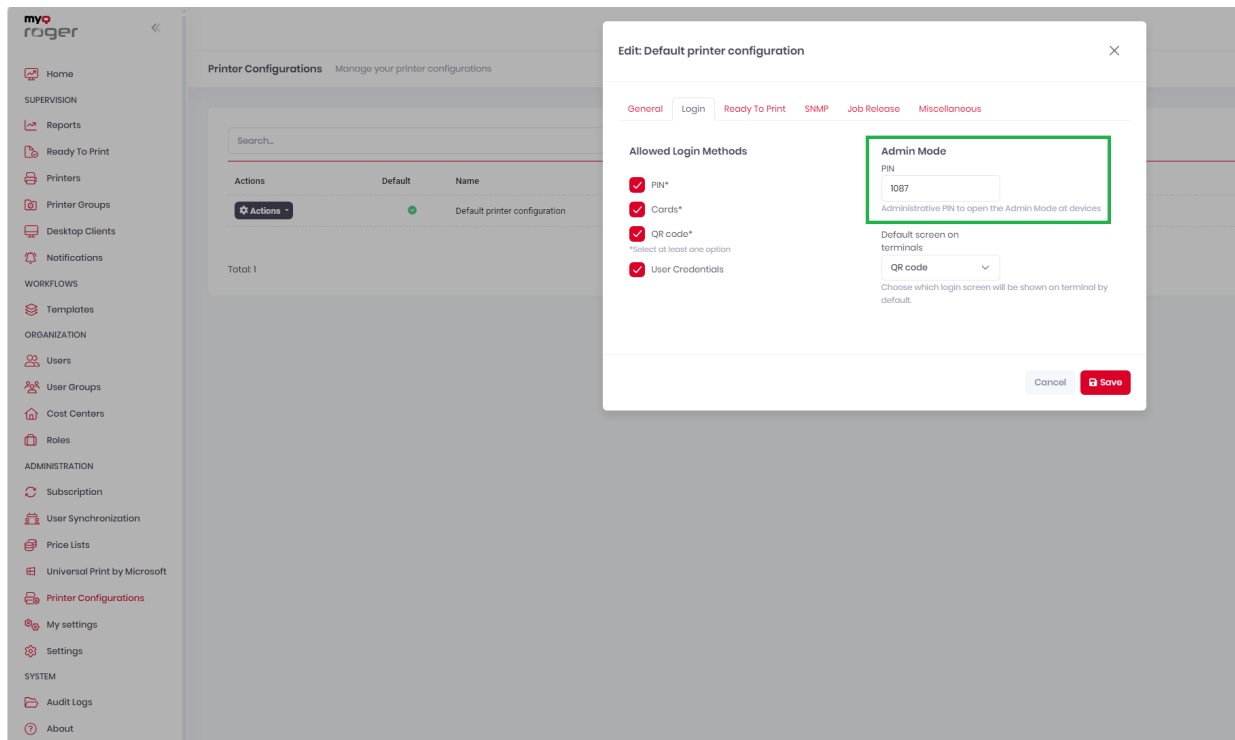 myQ
roger
Home
SUPERVISION
Reports
Ready To Print
Printers
Printer Groups
Desktop Clients
Notifications
WORKFLOWS
Templates
ORGANIZATION
Users
User Groups
Cost Centers
Roles
ADMINISTRATION
Subscription
User Synchronization
Price Lists
Universal Print by Microsoft
Printer Configurations
My settings
Settings
SYSTEM
Audit Logs
About
Printer Configurations Manage your printer configurations
Search...
Actions Default Name
Actions Default printer configuration
Total: 1
Edit: Default printer configuration
General Login Ready To Print SNMP Job Release Miscellaneous
Allowed Login Methods
PIN*
Cards*
QR code*
*Select at least one option
User Credentials
Admin Mode
PIN
1087
Administrative PIN to open the Admin Mode at devices
Default screen on
terminals
QR code
Choose which login screen will be shown on terminal by
default.
Cancel Save